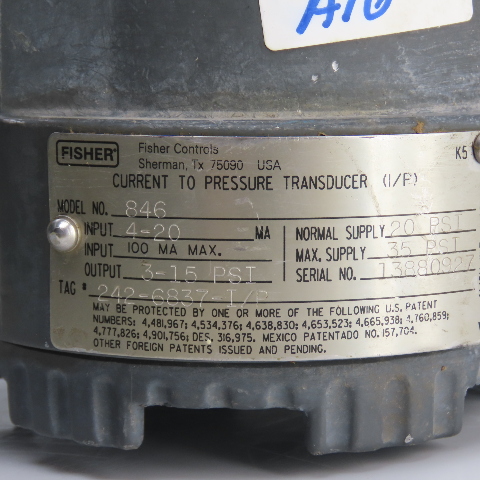 A10
FISHER
Fisher Controls
Sherman, Tx 75090 USA
K5
CURRENT TO PRESSURE TRANSDUCER (I/P)
MODEL NO. 846
INPUT 4-20 MA
NORMAL SUPPLY 20 PSI
INPUT 100 MA MAX.
MAX. SUPPLY 35 PSI
OUTPUT 3-15 PSI
SERIAL NO. 13880927
TAG # 242-6837-I/P
MAY BE PROTECTED BY ONE OR MORE OF THE FOLLOWING U.S. PATENT
NUMBERS: 4,481,967; 4,534,376; 4,638,830; 4,653,523; 4,665,938; 4,760,859;
4,777,826; 4,901,756; DES. 316,975. MEXICO PATENTADO NO. 157,704.
OTHER FOREIGN PATENTS ISSUED AND PENDING.